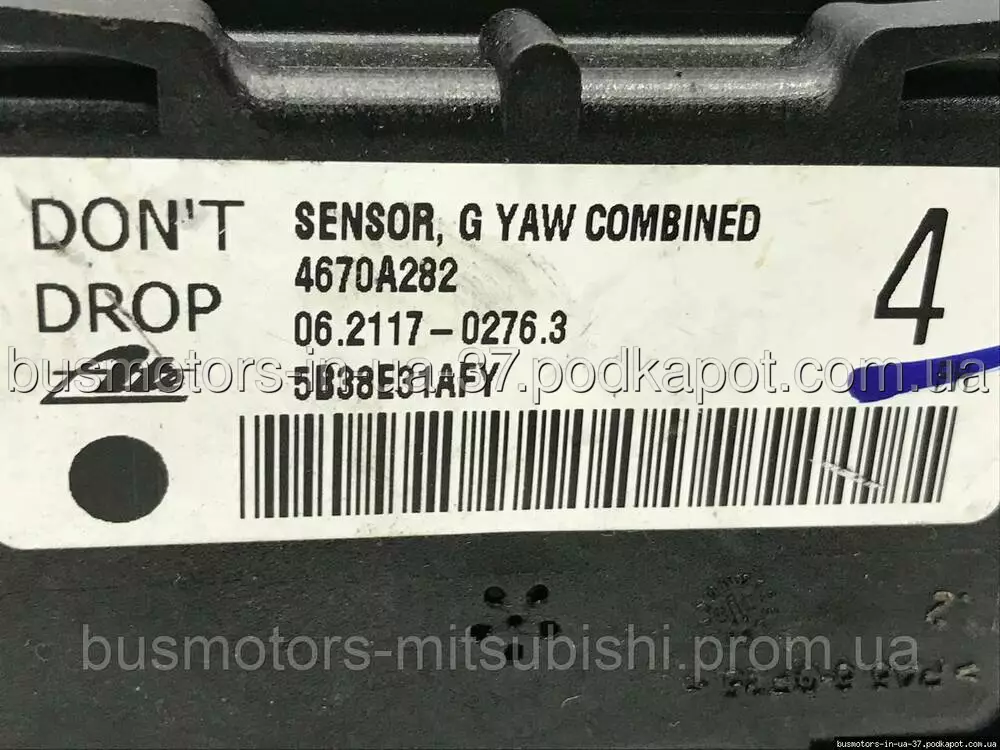 DON'T
DROP
SENSOR, G YAW COMBINED
4670A282
06.2117-0276.3
5B38E31AFY
4
busmotors-in-ua-37.podkapot.com.ua
busmotors-mitsubishi.prom.ua
busmotors-in-ua-37.podkapot.com.ua